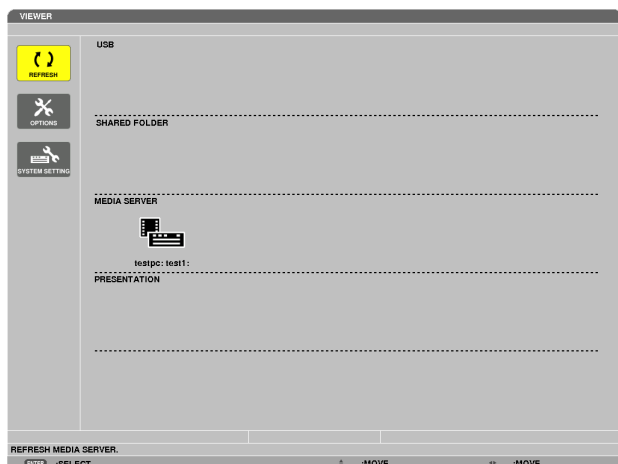 VIEWER
USB
REFRESH
SHARED FOLDER
OPTIONS
SYSTEM SETTING
MEDIA SERVER
testpc: test1:
PRESENTATION
REFRESH MEDIA SERVER.
ENTER :SELECT :MOVE :MOVE